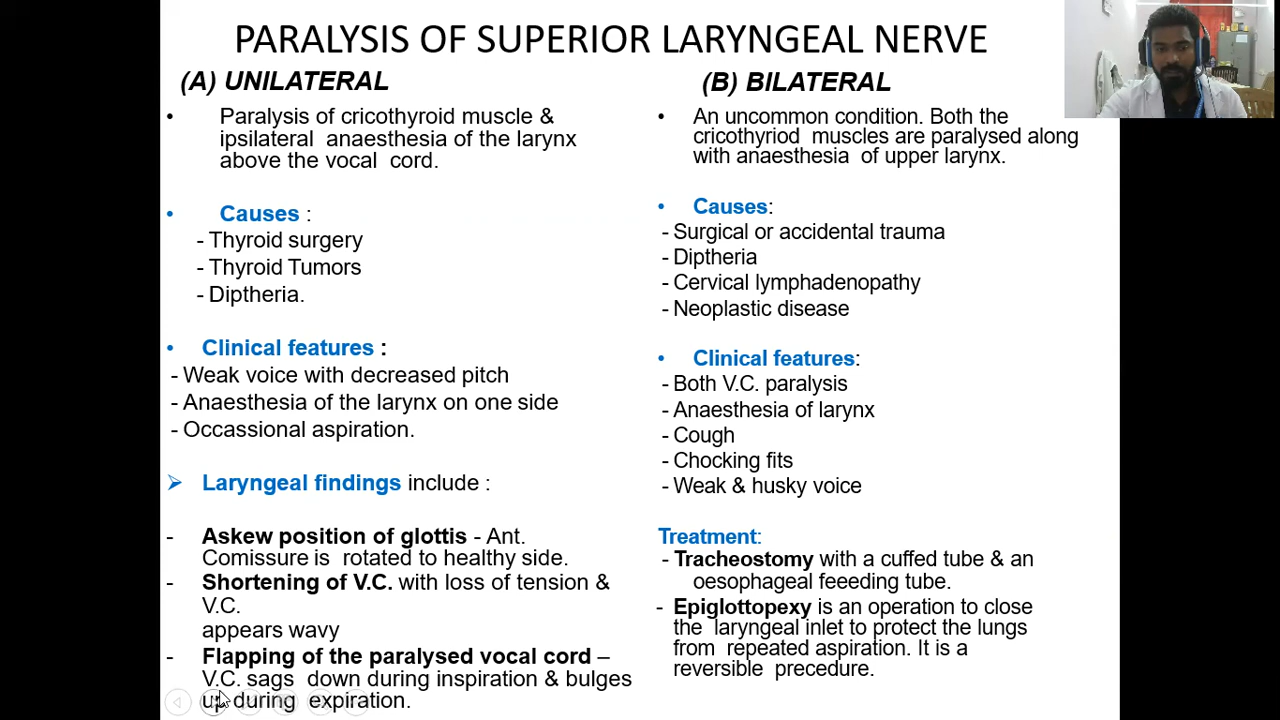 PARALYSIS OF SUPERIOR LARYNGEAL NERVE
(A) UNILATERAL
• Paralysis of cricothyroid muscle &
ipsilateral anaesthesia of the larynx
above the vocal cord.
• Causes :
- Thyroid surgery
- Thyroid Tumors
- Diptheria.
• Clinical features :
- Weak voice with decreased pitch
- Anaesthesia of the larynx on one side
- Occassional aspiration.
➢ Laryngeal findings include :
- Askew position of glottis - Ant.
Comissure is rotated to healthy side.
- Shortening of V.C. with loss of tension &
V.C.
appears wavy
- Flapping of the paralysed vocal cord –
V.C. sags down during inspiration & bulges
up during expiration.
(B) BILATERAL
• An uncommon condition. Both the
cricothyriod muscles are paralysed along
with anaesthesia of upper larynx.
• Causes:
- Surgical or accidental trauma
- Diptheria
- Cervical lymphadenopathy
- Neoplastic disease
• Clinical features:
- Both V.C. paralysis
- Anaesthesia of larynx
- Cough
- Chocking fits
- Weak & husky voice
Treatment:
- Tracheostomy with a cuffed tube & an
oesophageal feeeding tube.
- Epiglottopexy is an operation to close
the laryngeal inlet to protect the lungs
from repeated aspiration. It is a
reversible precedure.